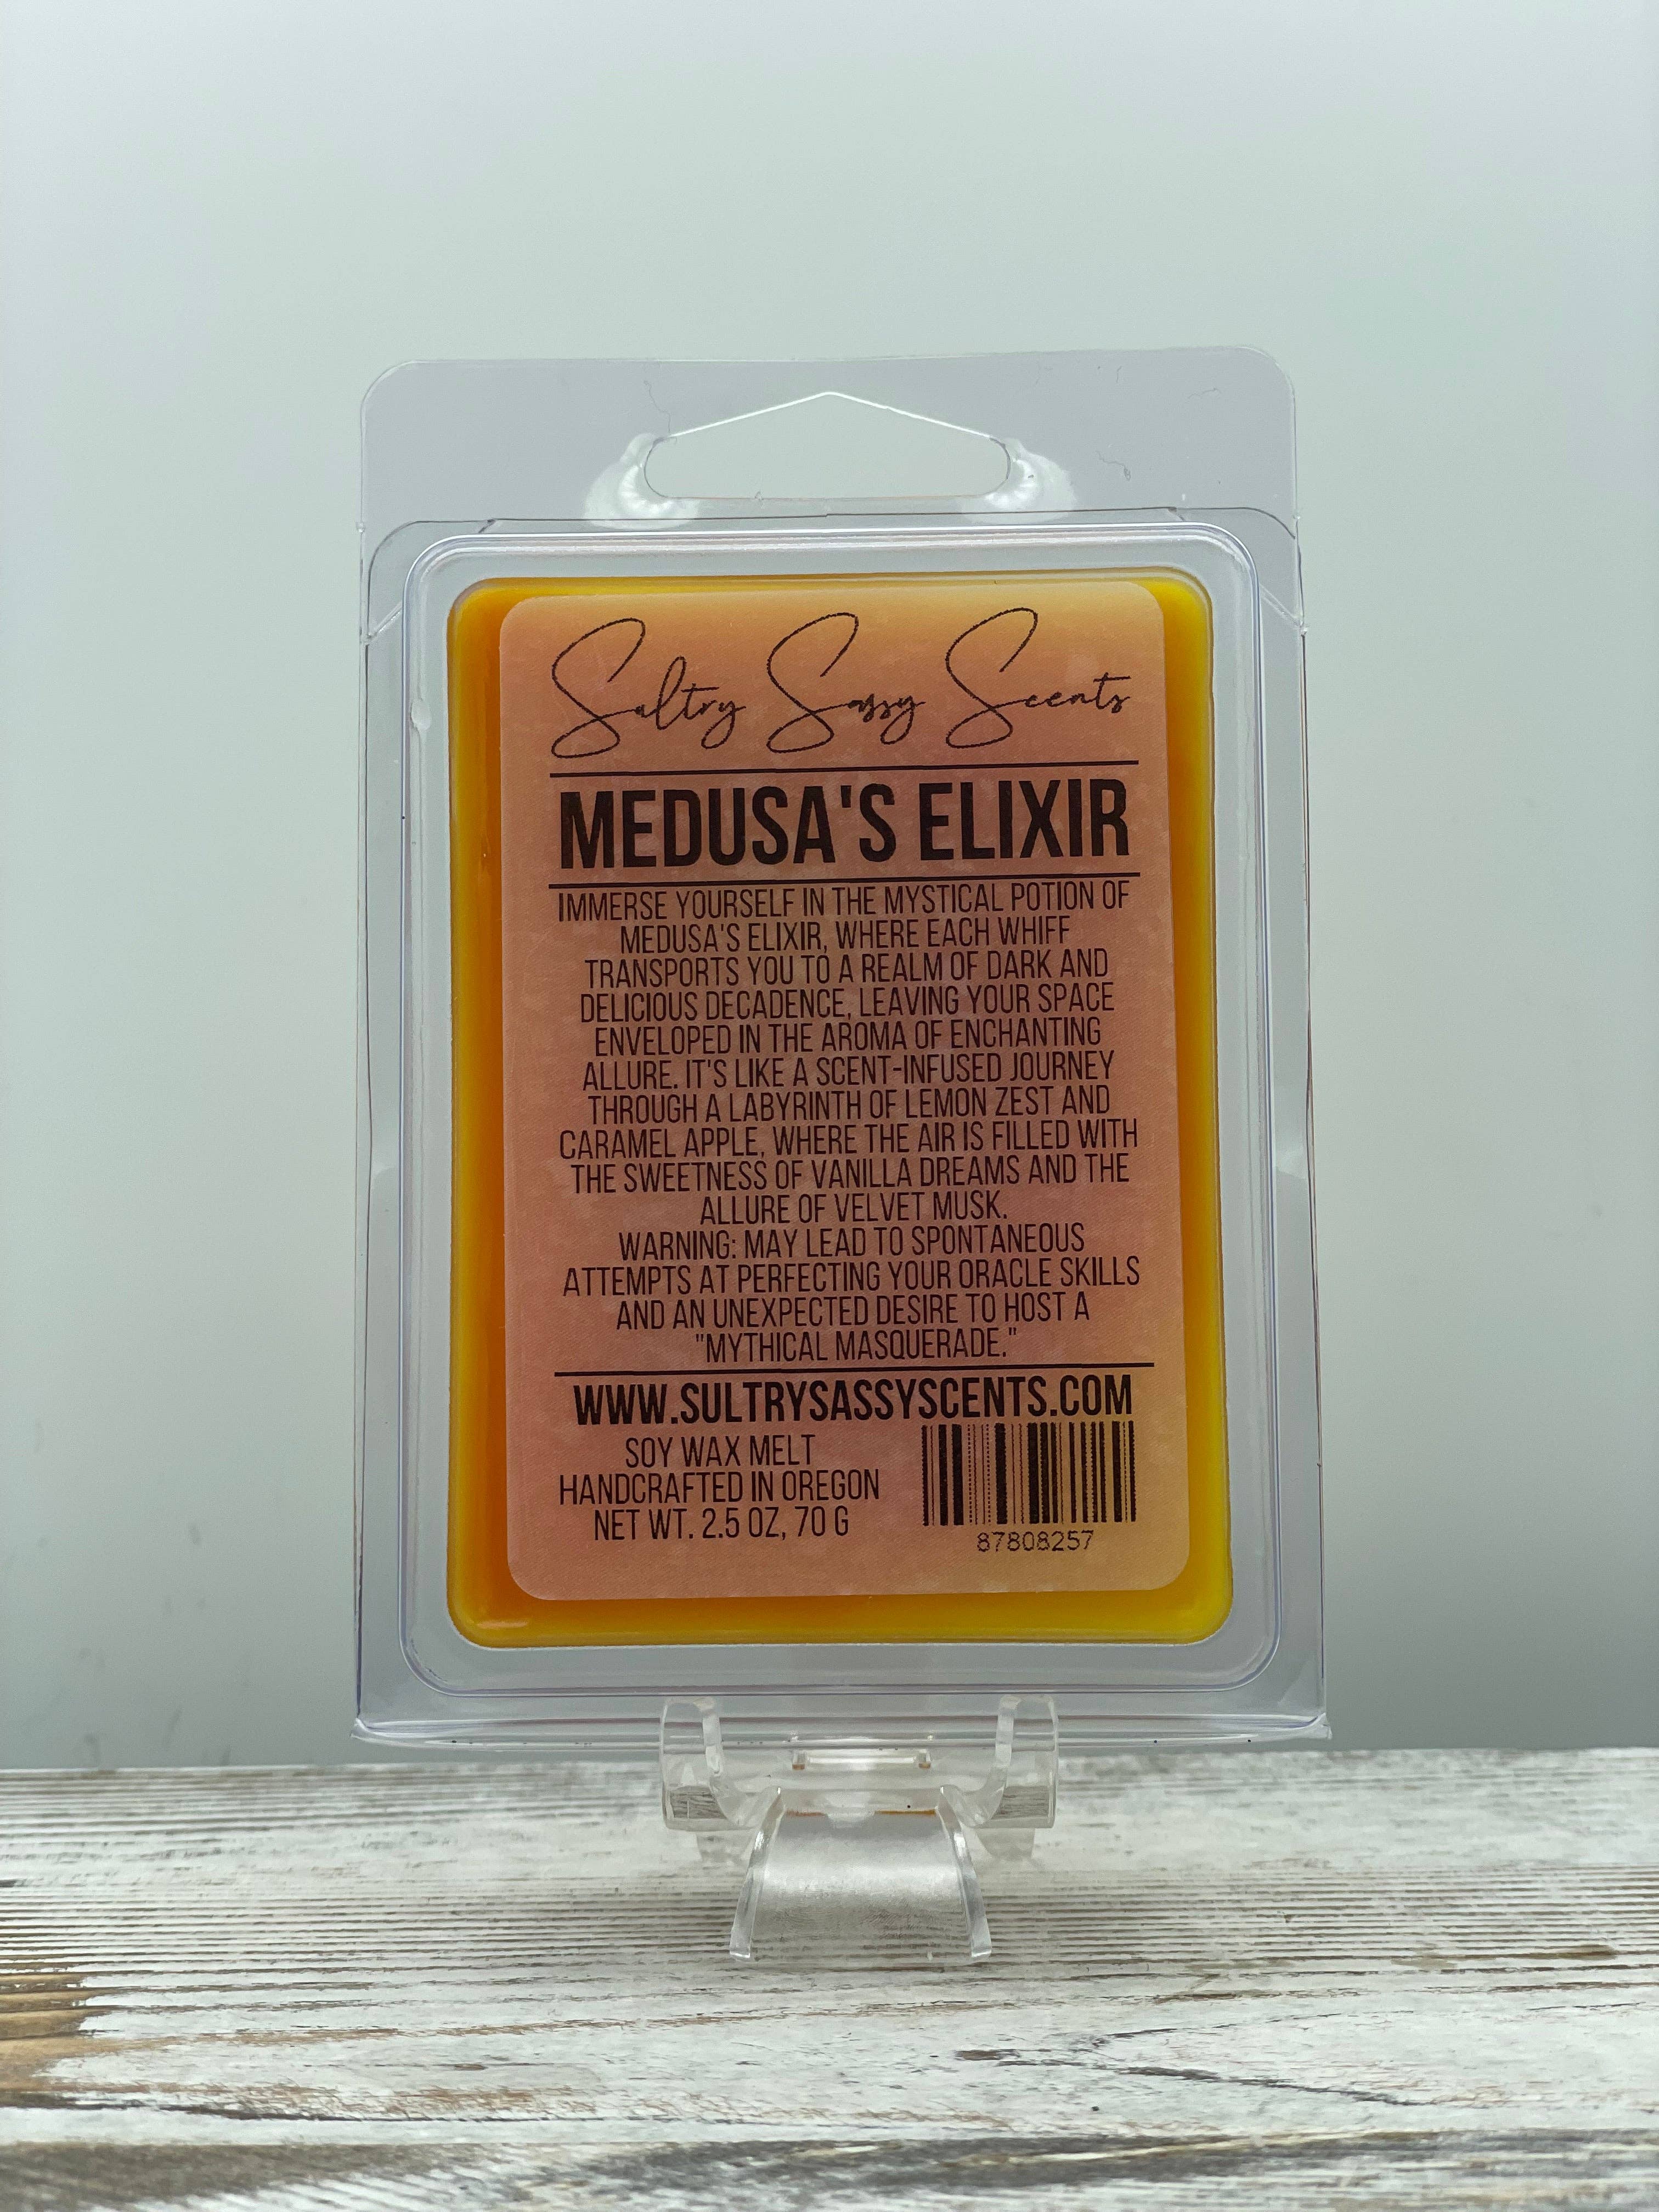 Sultry Sassy Scents
MEDUSA'S ELIXIR
IMMERSE YOURSELF IN THE MYSTICAL POTION OF
MEDUSA'S ELIXIR, WHERE EACH WHIFF
TRANSPORTS YOU TO A REALM OF DARK AND
DELICIOUS DECADENCE, LEAVING YOUR SPACE
ENVELOPED IN THE AROMA OF ENCHANTING
ALLURE. IT'S LIKE A SCENT-INFUSED JOURNEY
THROUGH A LABYRINTH OF LEMON ZEST AND
CARAMEL APPLE, WHERE THE AIR IS FILLED WITH
THE SWEETNESS OF VANILLA DREAMS AND THE
ALLURE OF VELVET MUSK.
WARNING: MAY LEAD TO SPONTANEOUS
ATTEMPTS AT PERFECTING YOUR ORACLE SKILLS
AND AN UNEXPECTED DESIRE TO HOST A
"MYTHICAL MASQUERADE."
WWW.SULTRYSASSYSCENTS.COM
SOY WAX MELT
HANDCRAFTED IN OREGON
NET WT. 2.5 OZ, 70 G
87808257